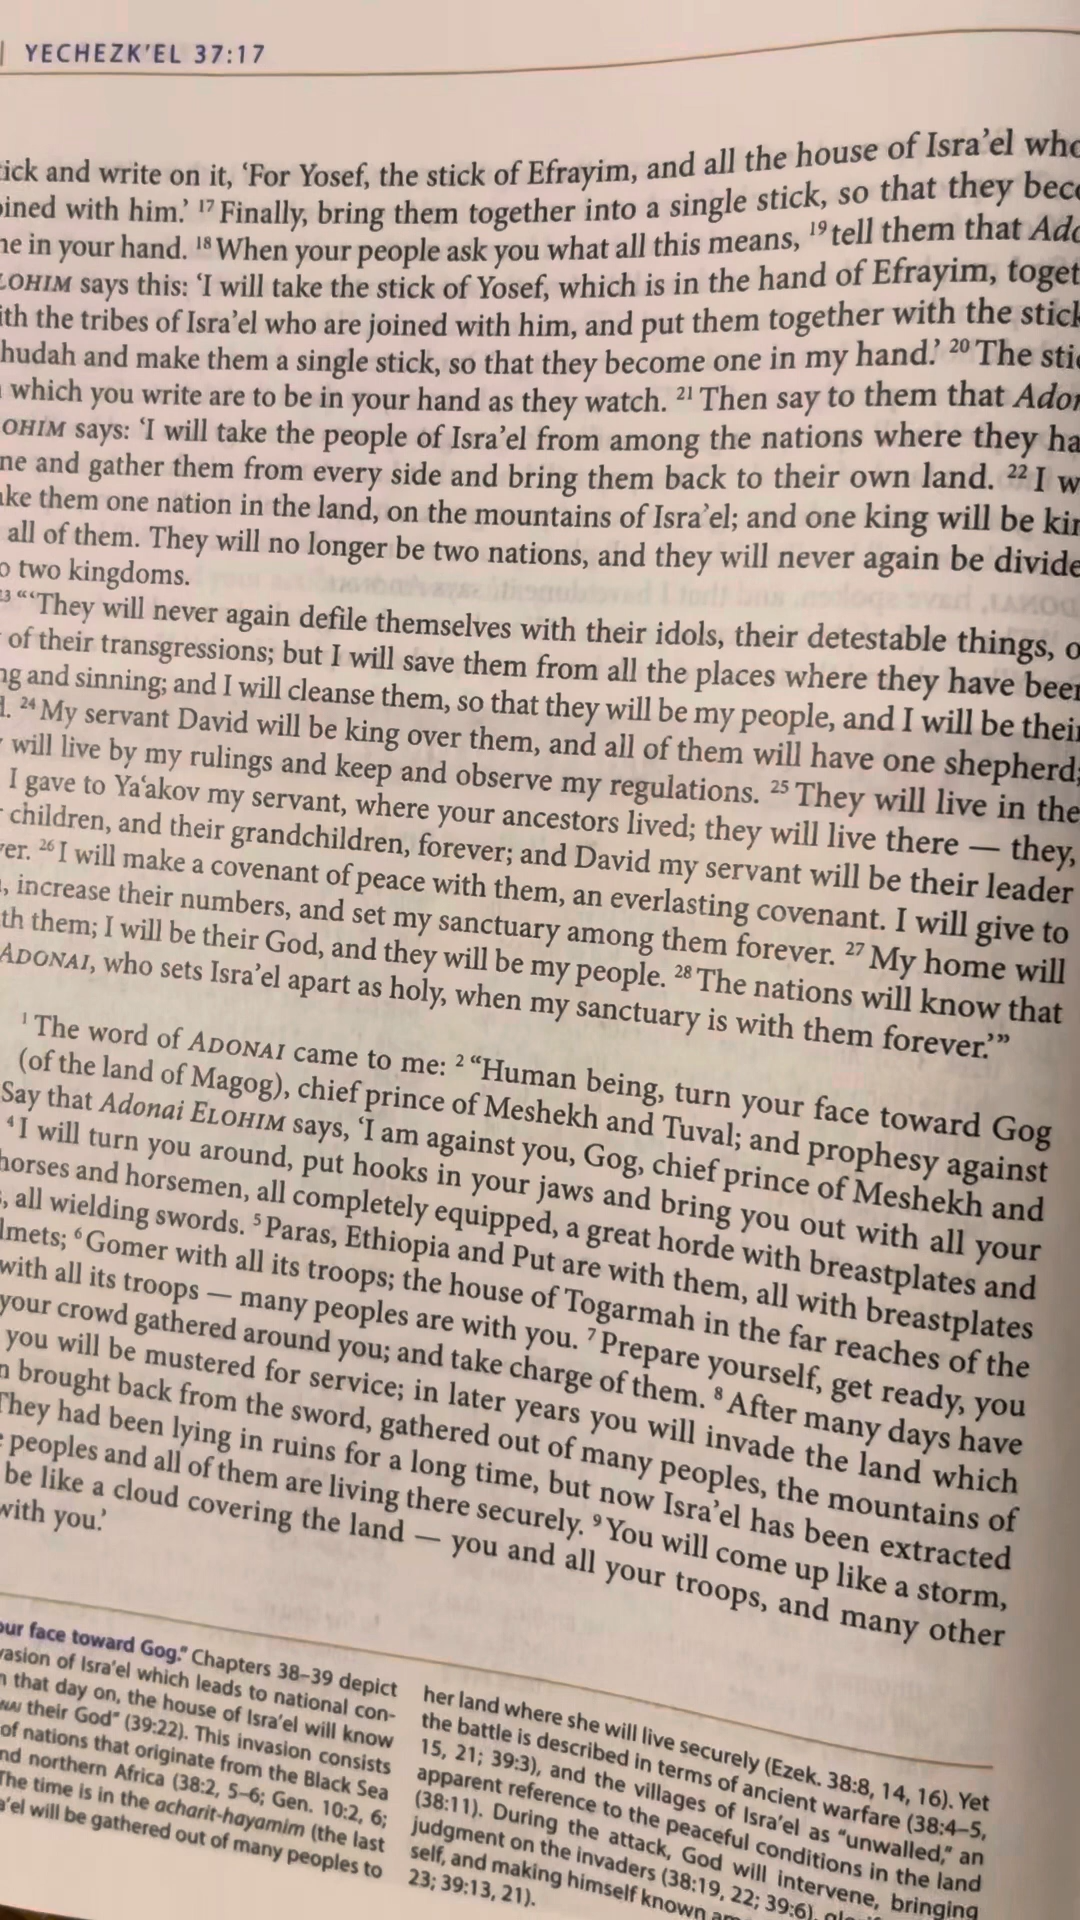 | YECHEZK'EL 37:17
ick and write on it, ‘For Yosef, the stick of Efrayim, and all the house of Isra’el who
ined with him.’ ¹⁷ Finally, bring them together into a single stick, so that they beco
ne in your hand. ¹⁸ When your people ask you what all this means, ¹⁹ tell them that Ado
LOHIM says this: ‘I will take the stick of Yosef, which is in the hand of Efrayim, toget
ith the tribes of Isra’el who are joined with him, and put them together with the stick
hudah and make them a single stick, so that they become one in my hand.’ ²⁰ The stic
which you write are to be in your hand as they watch. ²¹ Then say to them that Adon
OHIM says: ‘I will take the people of Isra’el from among the nations where they ha
ne and gather them from every side and bring them back to their own land. ²² I w
ake them one nation in the land, on the mountains of Isra’el; and one king will be kin
all of them. They will no longer be two nations, and they will never again be divide
o two kingdoms.
²³ “‘They will never again defile themselves with their idols, their detestable things, o
of their transgressions; but I will save them from all the places where they have been
ng and sinning; and I will cleanse them, so that they will be my people, and I will be their
d. ²⁴ My servant David will be king over them, and all of them will have one shepherd;
will live by my rulings and keep and observe my regulations. ²⁵ They will live in the
I gave to Ya‘akov my servant, where your ancestors lived; they will live there — they,
children, and their grandchildren, forever; and David my servant will be their leader
er. ²⁶ I will make a covenant of peace with them, an everlasting covenant. I will give to
, increase their numbers, and set my sanctuary among them forever. ²⁷ My home will
th them; I will be their God, and they will be my people. ²⁸ The nations will know that
ADONAI, who sets Isra’el apart as holy, when my sanctuary is with them forever.’”
¹ The word of ADONAI came to me: ² “Human being, turn your face toward Gog
(of the land of Magog), chief prince of Meshekh and Tuval; and prophesy against
Say that Adonai ELOHIM says, ‘I am against you, Gog, chief prince of Meshekh and
⁴ I will turn you around, put hooks in your jaws and bring you out with all your
horses and horsemen, all completely equipped, a great horde with breastplates and
, all wielding swords. ⁵ Paras, Ethiopia and Put are with them, all with breastplates
lmets; ⁶ Gomer with all its troops; the house of Togarmah in the far reaches of the
with all its troops — many peoples are with you. ⁷ Prepare yourself, get ready, you
your crowd gathered around you; and take charge of them. ⁸ After many days have
you will be mustered for service; in later years you will invade the land which
n brought back from the sword, gathered out of many peoples, the mountains of
They had been lying in ruins for a long time, but now Isra’el has been extracted
peoples and all of them are living there securely. ⁹ You will come up like a storm,
be like a cloud covering the land — you and all your troops, and many other
with you.’
our face toward Gog.” Chapters 38–39 depict
vasion of Isra’el which leads to national con-
n that day on, the house of Isra’el will know
NAI their God” (39:22). This invasion consists
of nations that originate from the Black Sea
nd northern Africa (38:2, 5–6; Gen. 10:2, 6;
The time is in the acharit-hayamim (the last
a’el will be gathered out of many peoples to
her land where she will live securely (Ezek. 38:8, 14, 16). Yet
the battle is described in terms of ancient warfare (38:4–5,
15, 21; 39:3), and the villages of Isra’el as “unwalled,” an
apparent reference to the peaceful conditions in the land
(38:11). During the attack, God will intervene, bringing
judgment on the invaders (38:19, 22; 39:6),
self, and making himself known
23; 39:13, 21).